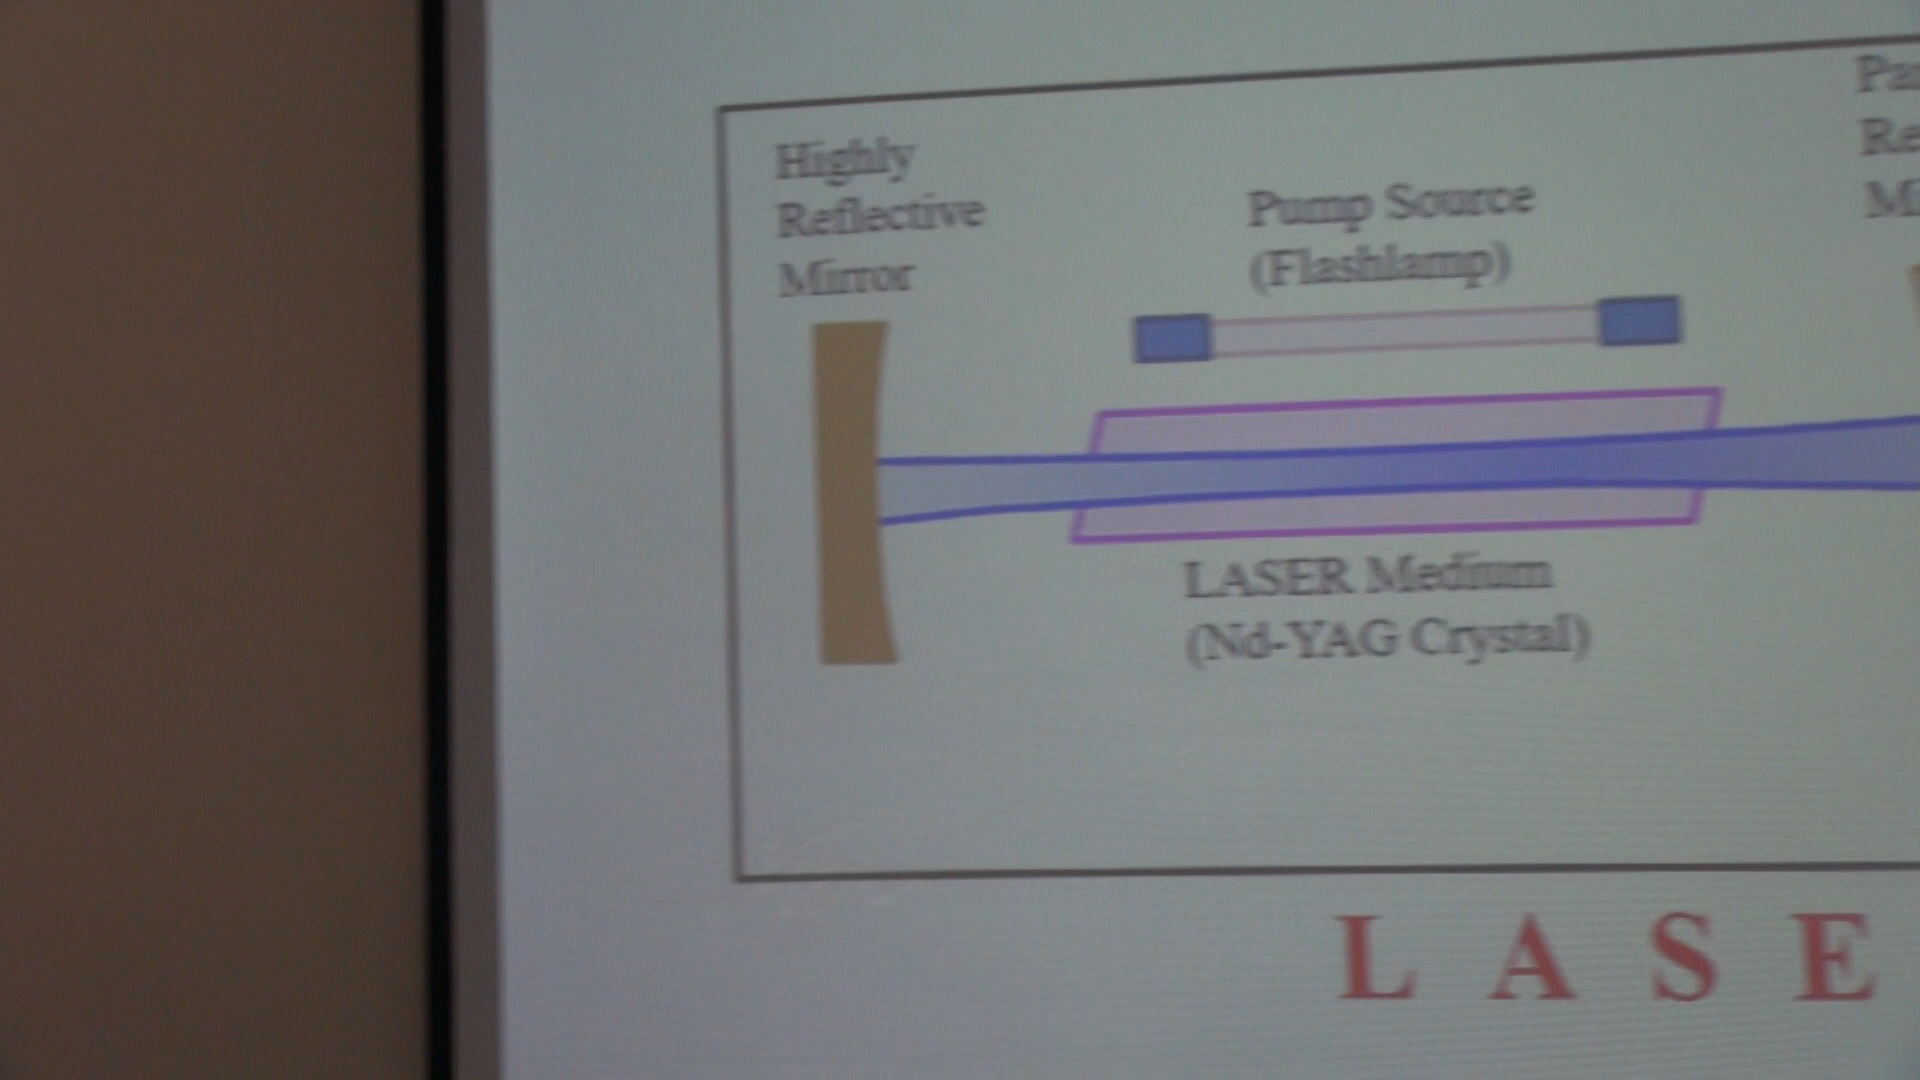 Highly
Reflective
Mirror
Pump Source
(Flashlamp)
LASER Medium
(Nd-YAG Crystal)
L A S E